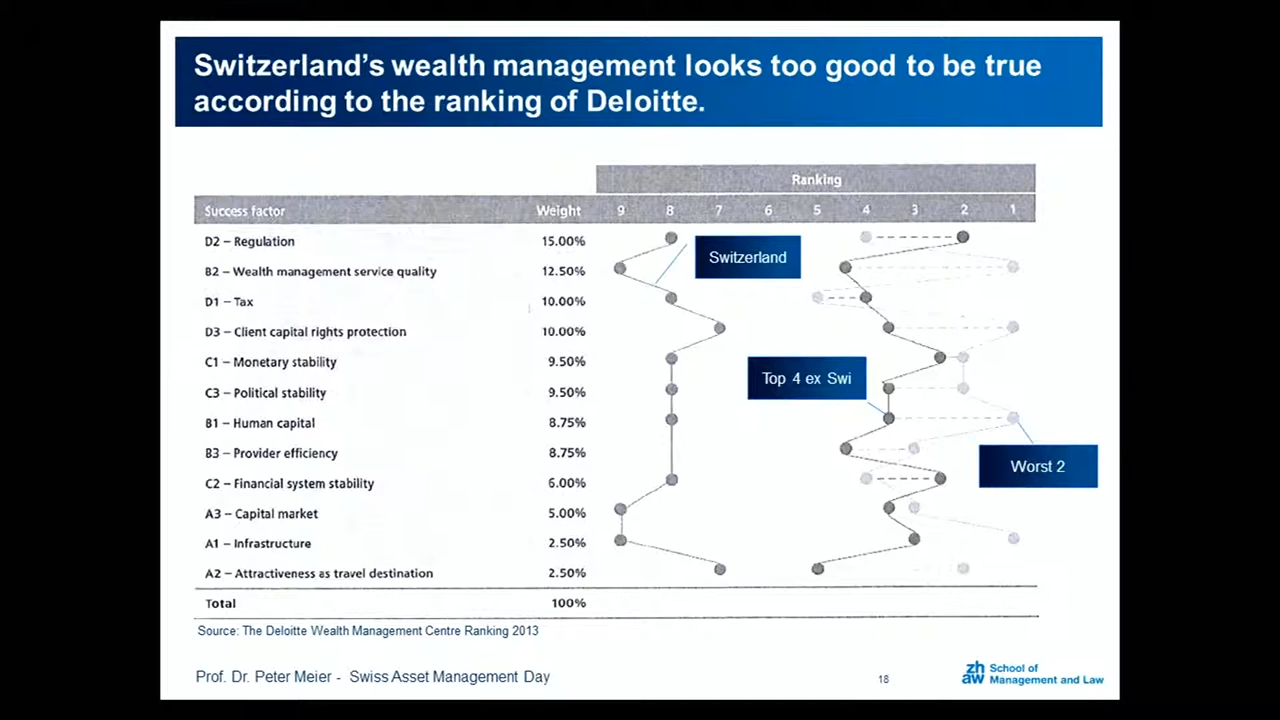 Switzerland's wealth management looks too good to be true
according to the ranking of Deloitte.
Ranking
Success factor Weight 9 8 7 6 5 4 3 2 1
D2 – Regulation 15.00%
Switzerland
B2 – Wealth management service quality 12.50%
D1 – Tax 10.00%
D3 – Client capital rights protection 10.00%
C1 – Monetary stability 9.50%
Top 4 ex Swi
C3 – Political stability 9.50%
B1 – Human capital 8.75%
B3 – Provider efficiency 8.75%
Worst 2
C2 – Financial system stability 6.00%
A3 – Capital market 5.00%
A1 – Infrastructure 2.50%
A2 – Attractiveness as travel destination 2.50%
Total 100%
Source: The Deloitte Wealth Management Centre Ranking 2013
Prof. Dr. Peter Meier - Swiss Asset Management Day
18
zh
aw
School of
Management and Law